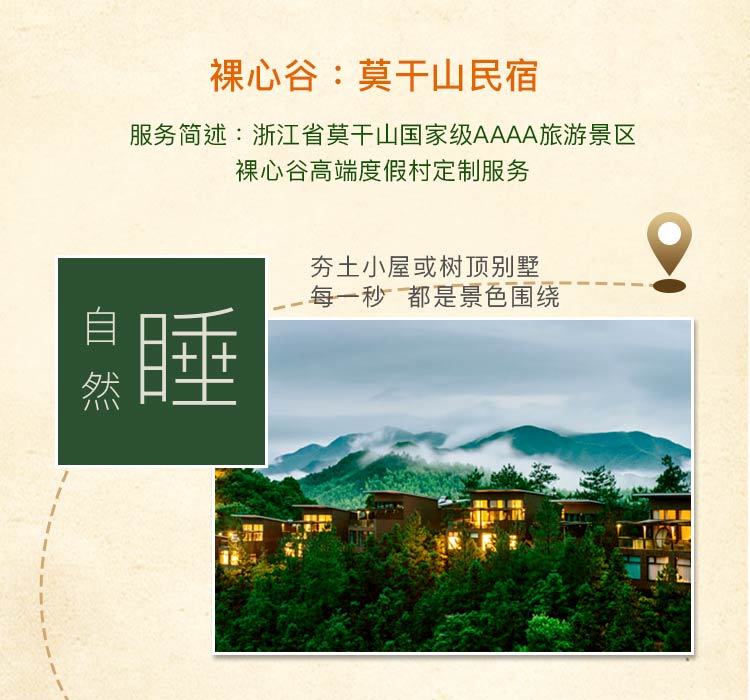 裸心谷：莫干山民宿
服务简述：浙江省莫干山国家级AAAA旅游景区
裸心谷高端度假村定制服务
夯土小屋或树顶别墅
每一秒 都是景色围绕
自然
睡